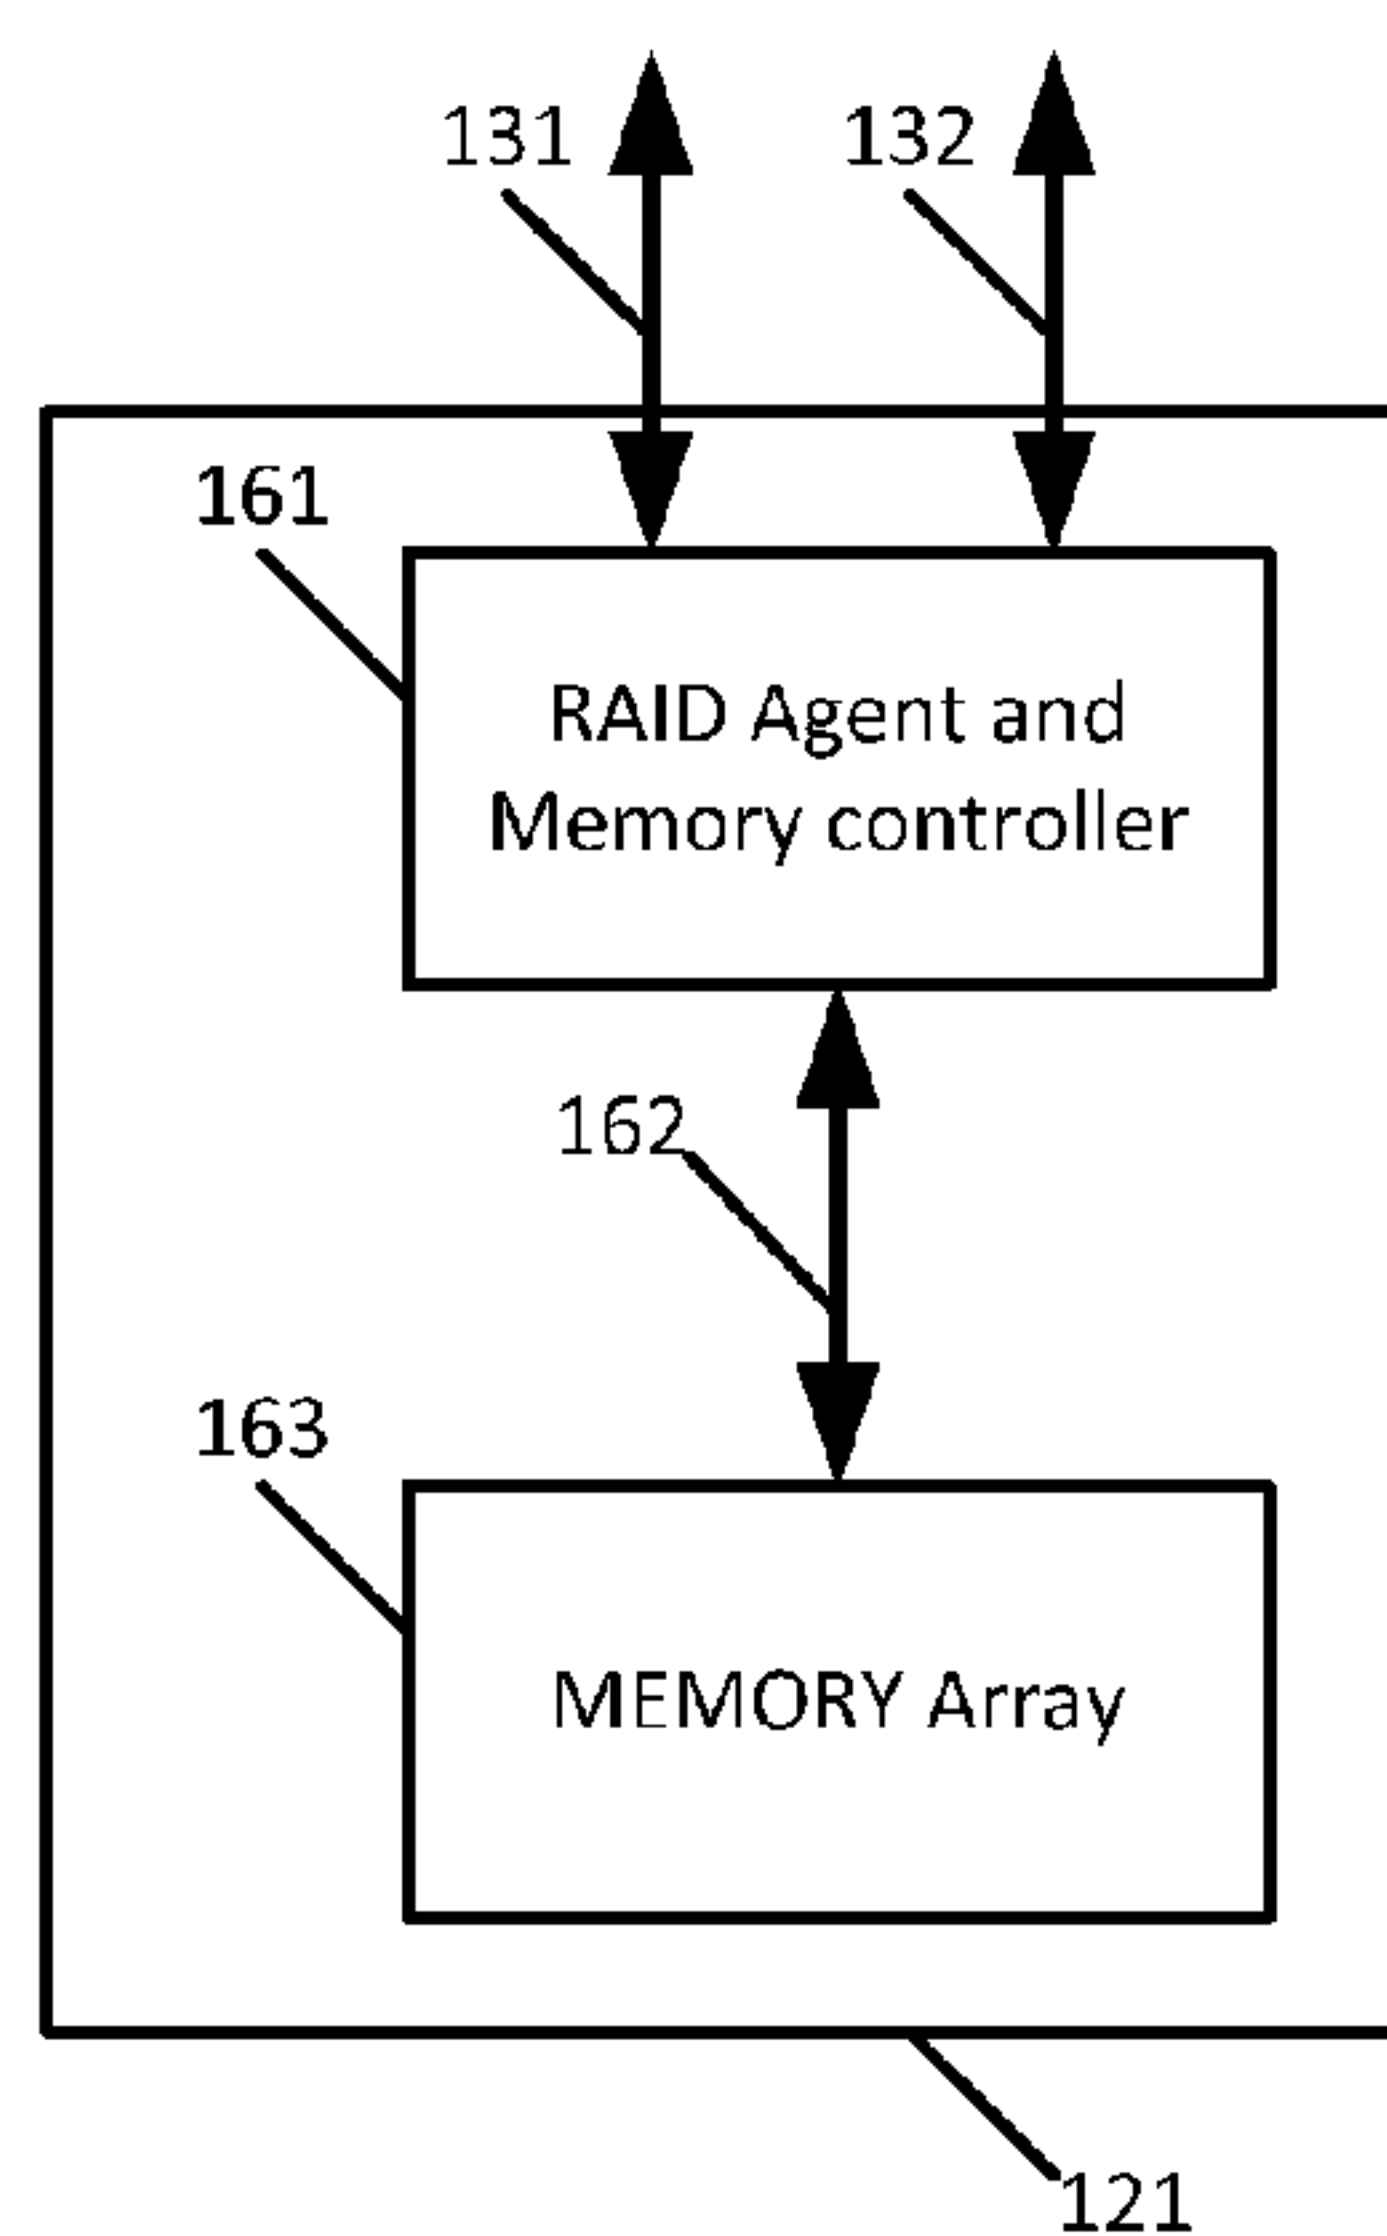 131
132
161
RAID Agent and
Memory controller
162
163
MEMORY Array
121